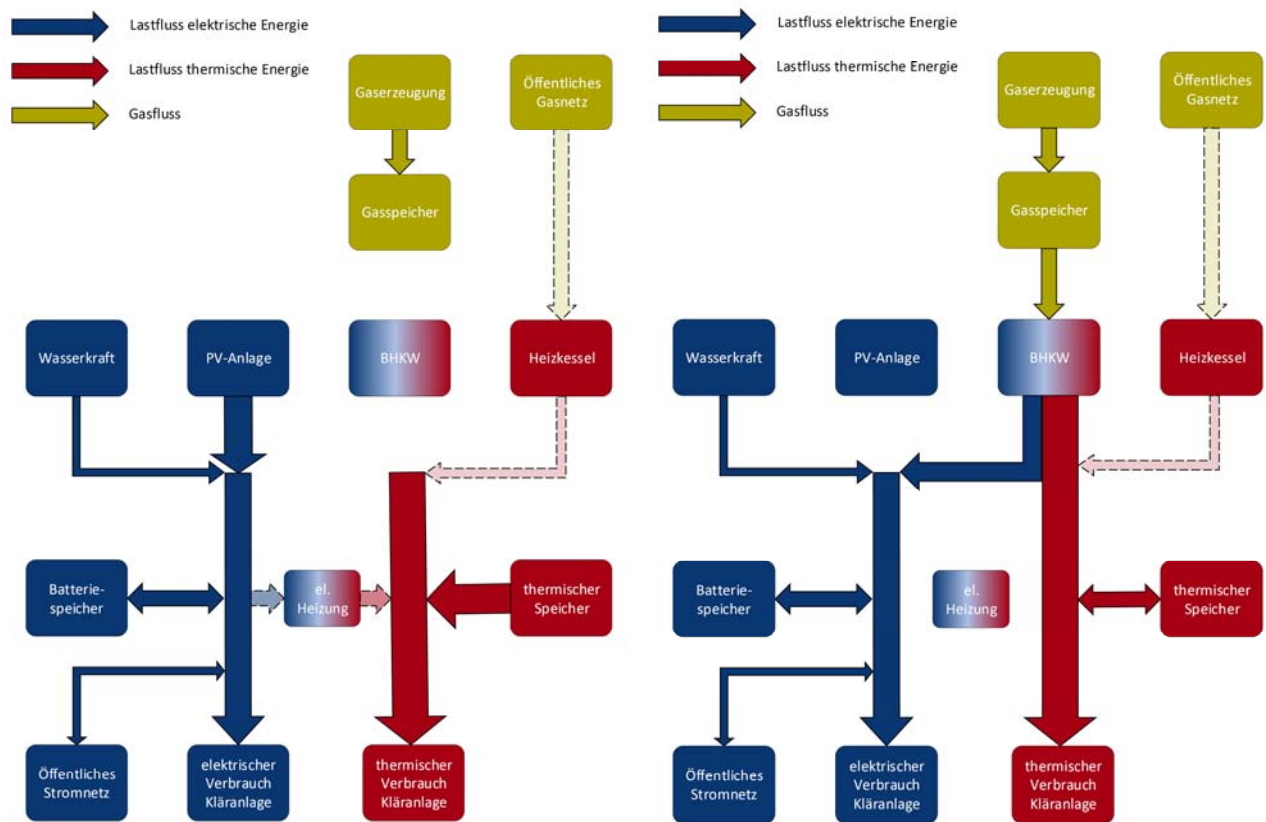 Lastfluss elektrische Energie
Lastfluss thermische Energie
Gasfluss
Gaserzeugung
Öffentliches
Gasnetz
Gasspeicher
Wasserkraft
PV-Anlage
BHKW
Heizkessel
Batterie-
speicher
el.
Heizung
thermischer
Speicher
Öffentliches
Stromnetz
elektrischer
Verbrauch
Kläranlage
thermischer
Verbrauch
Kläranlage
Lastfluss elektrische Energie
Lastfluss thermische Energie
Gasfluss
Gaserzeugung
Öffentliches
Gasnetz
Gasspeicher
Wasserkraft
PV-Anlage
BHKW
Heizkessel
Batterie-
speicher
el.
Heizung
thermischer
Speicher
Öffentliches
Stromnetz
elektrischer
Verbrauch
Kläranlage
thermischer
Verbrauch
Kläranlage